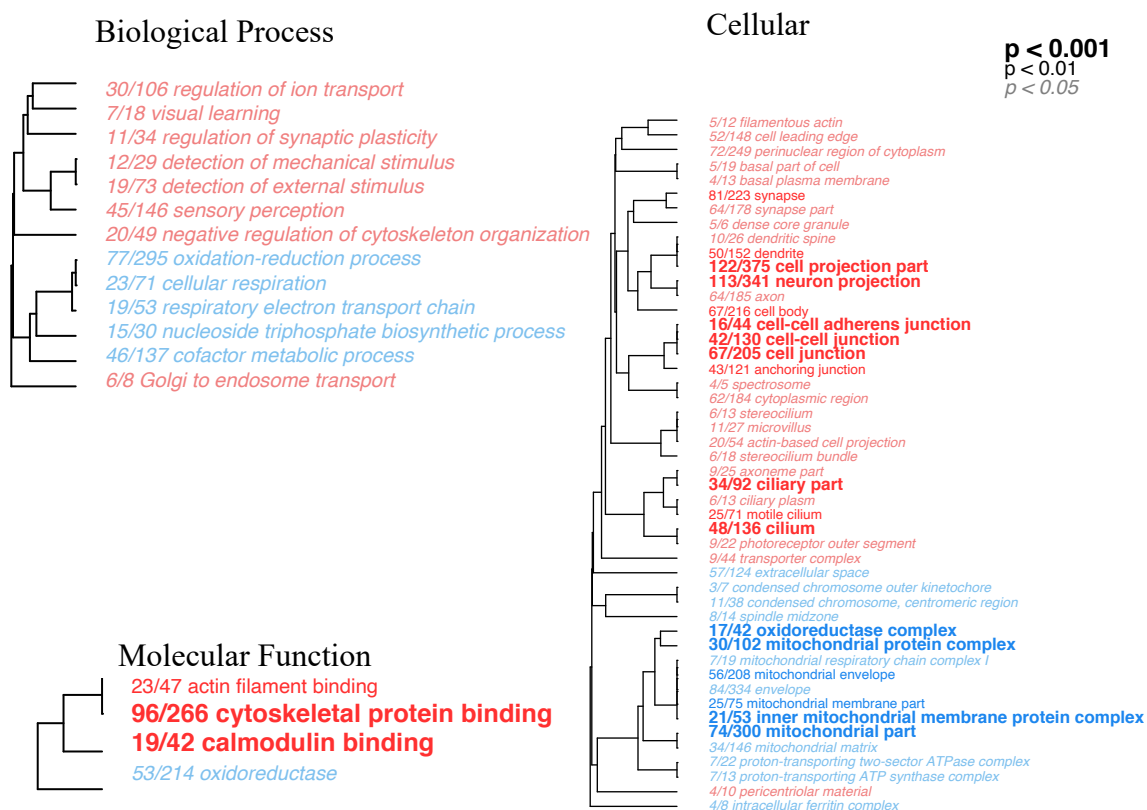 Biological Process
30/106 regulation of ion transport
7/18 visual learning
11/34 regulation of synaptic plasticity
12/29 detection of mechanical stimulus
19/73 detection of external stimulus
45/146 sensory perception
20/49 negative regulation of cytoskeleton organization
77/295 oxidation-reduction process
23/71 cellular respiration
19/53 respiratory electron transport chain
15/30 nucleoside triphosphate biosynthetic process
46/137 cofactor metabolic process
6/8 Golgi to endosome transport
Molecular Function
23/47 actin filament binding
96/266 cytoskeletal protein binding
19/42 calmodulin binding
53/214 oxidoreductase
Cellular
p < 0.001
p < 0.01
p < 0.05
5/12 filamentous actin
52/148 cell leading edge
72/249 perinuclear region of cytoplasm
5/19 basal part of cell
4/13 basal plasma membrane
81/223 synapse
64/178 synapse part
5/6 dense core granule
10/26 dendritic spine
50/152 dendrite
122/375 cell projection part
113/341 neuron projection
64/185 axon
67/216 cell body
16/44 cell-cell adherens junction
42/130 cell-cell junction
67/205 cell junction
43/121 anchoring junction
4/5 spectrosome
62/184 cytoplasmic region
6/13 stereocilium
11/27 microvillus
20/54 actin-based cell projection
6/18 stereocilium bundle
9/25 axoneme part
34/92 ciliary part
6/13 ciliary plasm
25/71 motile cilium
48/136 cilium
9/22 photoreceptor outer segment
9/44 transporter complex
57/124 extracellular space
3/7 condensed chromosome outer kinetochore
11/38 condensed chromosome, centromeric region
8/14 spindle midzone
17/42 oxidoreductase complex
30/102 mitochondrial protein complex
7/19 mitochondrial respiratory chain complex I
56/208 mitochondrial envelope
84/334 envelope
25/75 mitochondrial membrane part
21/53 inner mitochondrial membrane protein complex
74/300 mitochondrial part
34/146 mitochondrial matrix
7/22 proton-transporting two-sector ATPase complex
7/13 proton-transporting ATP synthase complex
4/10 pericentriolar material
4/8 intracellular ferritin complex